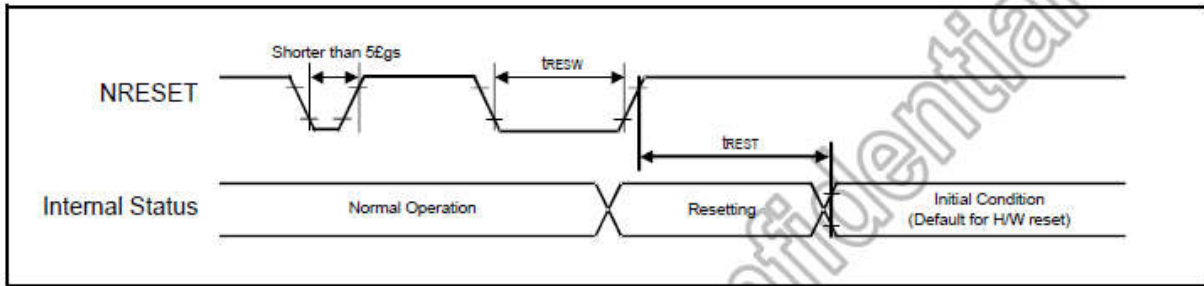 Shorter than 5£gs
tRESW
NRESET
tREST
Internal Status
Normal Operation
Resetting
Initial Condition
(Default for H/W reset)